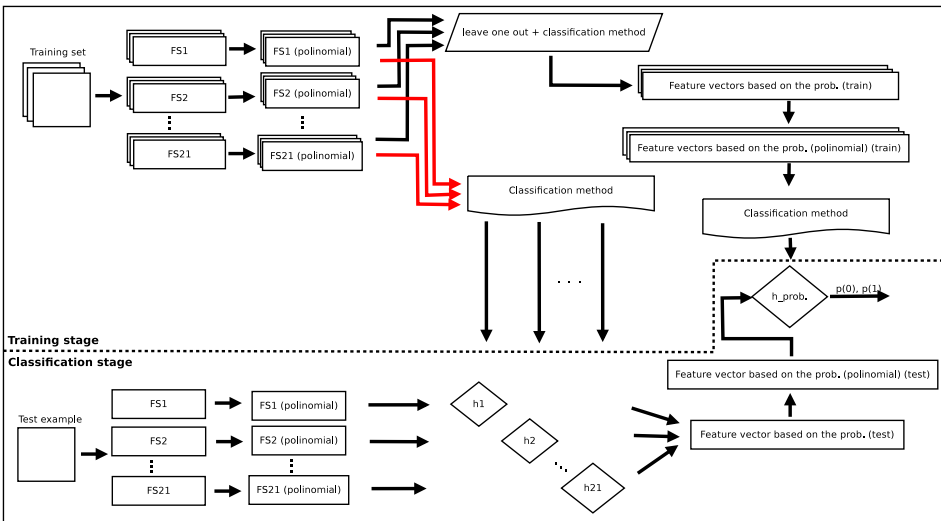 leave one out + classification method
Training set
FS1
FS1 (polinomial)
FS2
FS2 (polinomial)
FS21
FS21 (polinomial)
Feature vectors based on the prob. (train)
Feature vectors based on the prob. (polinomial) (train)
Classification method
Classification method
. . .
h_prob.
p(0), p(1)
Training stage
Classification stage
Test example
FS1
FS1 (polinomial)
FS2
FS2 (polinomial)
FS21
FS21 (polinomial)
h1
h2
h21
Feature vector based on the prob. (polinomial) (test)
Feature vector based on the prob. (test)